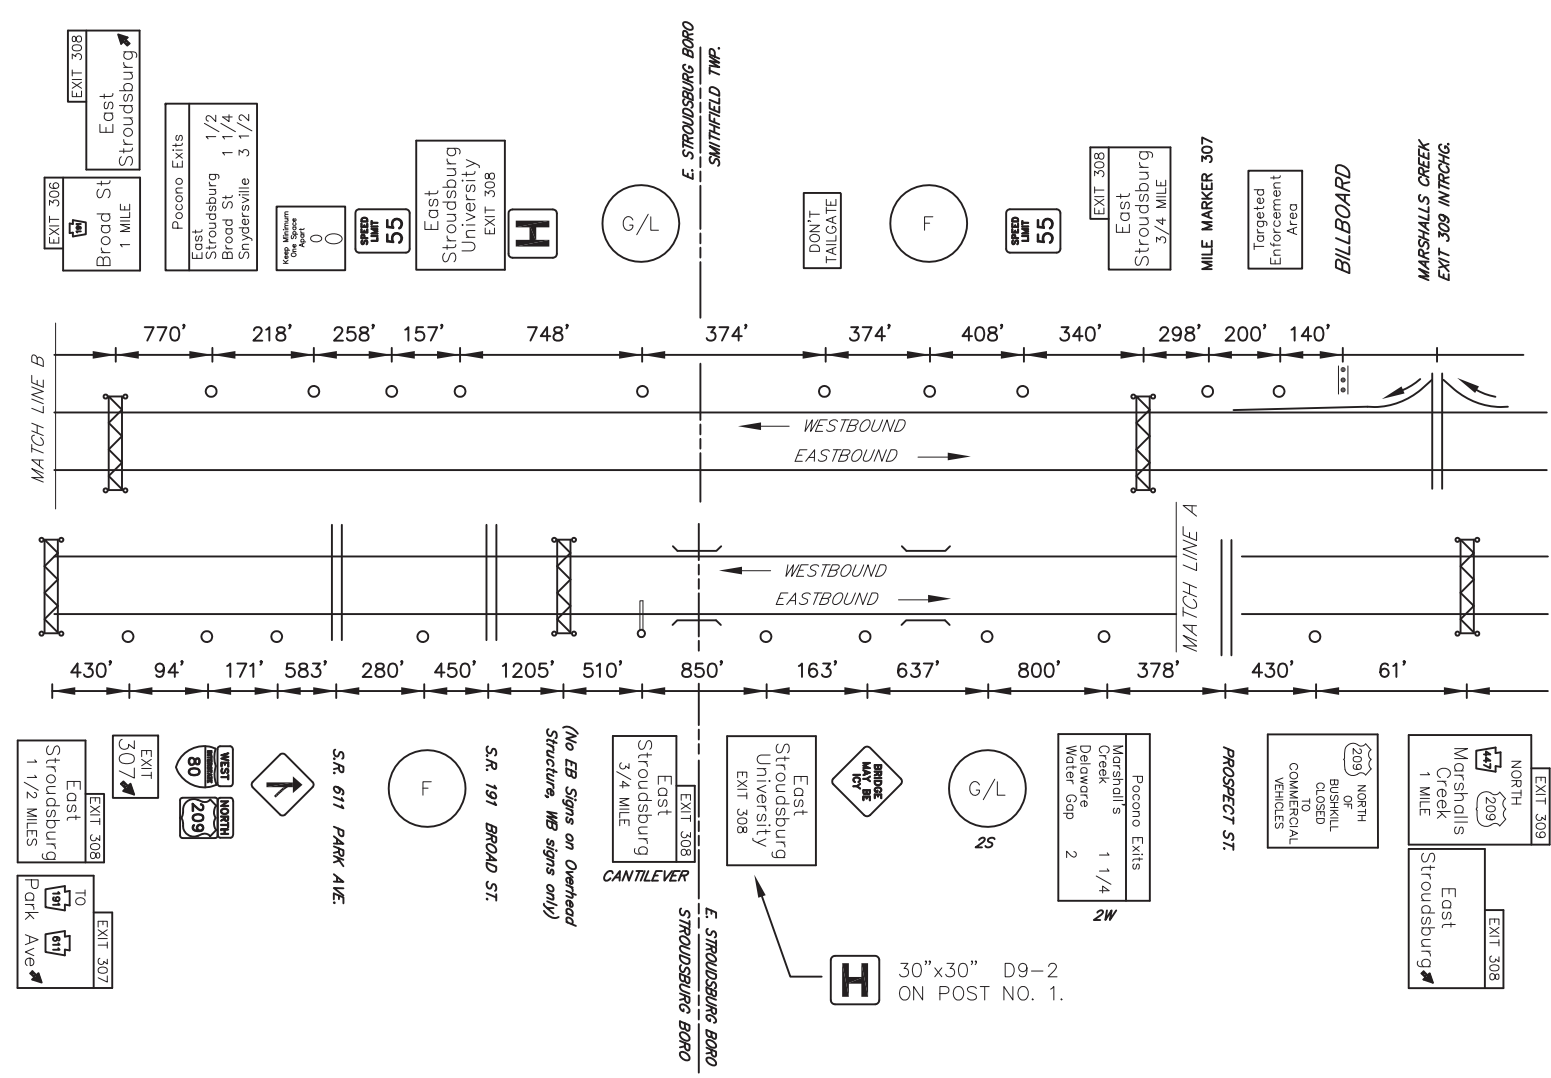 EXIT 308
East
Stroudsburg
EXIT 306
191
Broad St
1 MILE
Pocono Exits
East
Stroudsburg 1/2
Broad St 1 1/4
Snydersville 3 1/2
Keep Minimum
One Space
Apart
SPEED
LIMIT
55
East
Stroudsburg
University
EXIT 308
H
G/L
E. STROUDSBURG BORO
SMITHFIELD TWP.
DON'T
TAILGATE
F
SPEED
LIMIT
55
EXIT 308
East
Stroudsburg
3/4 MILE
MILE MARKER 307
Targeted
Enforcement
Area
BILLBOARD
MARSHALLS CREEK
EXIT 309 INTRCHG.
770' 218' 258' 157' 748' 374' 374' 408' 340' 298' 200' 140'
MATCH LINE B
WESTBOUND
EASTBOUND
WESTBOUND
EASTBOUND
MATCH LINE A
430' 94' 171' 583' 280' 450' 1205' 510' 850' 163' 637' 800' 378' 430' 61'
EXIT 308
East
Stroudsburg
1 1/2 MILES
EXIT 307
TO
191 611
Park Ave
EXIT
307
WEST
INTERSTATE
80
NORTH
209
S.R. 611 PARK AVE.
F
S.R. 191 BROAD ST.
(No EB Signs on Overhead
Structure, WB signs only)
EXIT 308
East
Stroudsburg
3/4 MILE
CANTILEVER
E. STROUDSBURG BORO
STROUDSBURG BORO
East
Stroudsburg
University
EXIT 308
H
30"x30" D9-2
ON POST NO. 1.
BRIDGE
MAY BE
ICY
G/L
2S
Pocono Exits
Marshall's
Creek 1 1/4
Delaware
Water Gap 2
2W
PROSPECT ST.
209
NORTH
OF
BUSHKILL
CLOSED
TO
COMMERCIAL
VEHICLES
EXIT 309
NORTH
447 209
Marshalls
Creek
1 MILE
EXIT 308
East
Stroudsburg